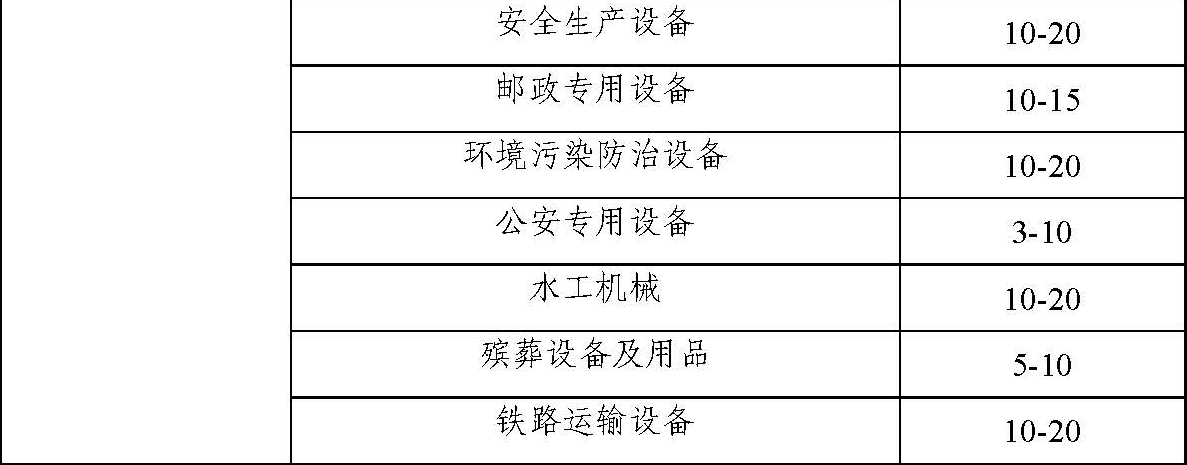 安全生产设备 10-20
邮政专用设备 10-15
环境污染防治设备 10-20
公安专用设备 3-10
水工机械 10-20
殡葬设备及用品 5-10
铁路运输设备 10-20